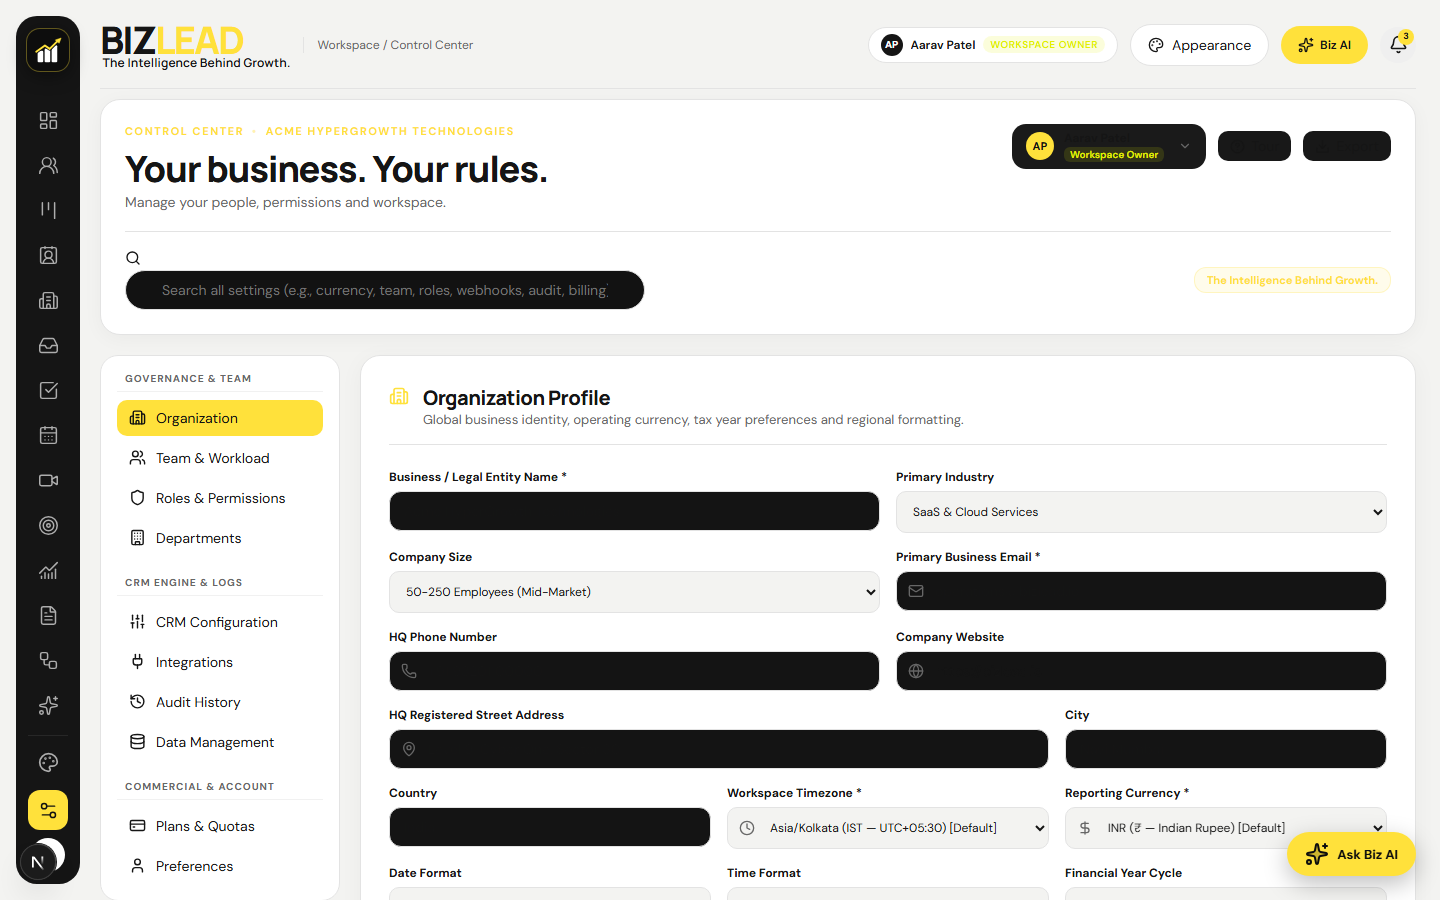 BIZLEAD
The Intelligence Behind Growth.
Workspace / Control Center
AP Aarav Patel WORKSPACE OWNER
Appearance
Biz AI
3
CONTROL CENTER · ACME HYPERGROWTH TECHNOLOGIES
Your business. Your rules.
Manage your people, permissions and workspace.
AP
Aarav Patel
Workspace Owner
Search all settings (e.g., currency, team, roles, webhooks, audit, billing)
The Intelligence Behind Growth.
GOVERNANCE & TEAM
Organization
Team & Workload
Roles & Permissions
Departments
CRM ENGINE & LOGS
CRM Configuration
Integrations
Audit History
Data Management
COMMERCIAL & ACCOUNT
Plans & Quotas
Preferences
N
Organization Profile
Global business identity, operating currency, tax year preferences and regional formatting.
Business / Legal Entity Name *
Primary Industry
SaaS & Cloud Services
Company Size
Primary Business Email *
50-250 Employees (Mid-Market)
HQ Phone Number
Company Website
HQ Registered Street Address
City
Country
Workspace Timezone *
Reporting Currency *
Asia/Kolkata (IST — UTC+05:30) [Default]
INR (₹ — Indian Rupee) [Default]
Ask Biz AI
Date Format
Time Format
Financial Year Cycle